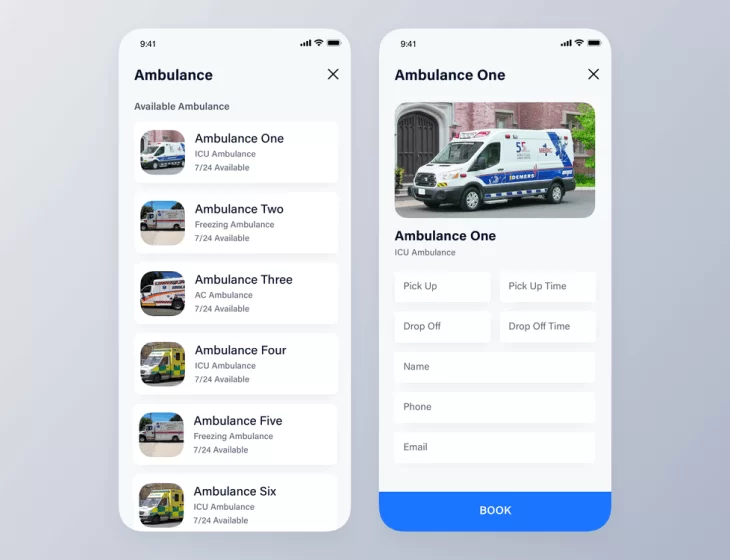 9:41
Ambulance
Available Ambulance
Ambulance One
ICU Ambulance
7/24 Available
Ambulance Two
Freezing Ambulance
7/24 Available
Ambulance Three
AC Ambulance
7/24 Available
Ambulance Four
ICU Ambulance
7/24 Available
Ambulance Five
Freezing Ambulance
7/24 Available
Ambulance Six
ICU Ambulance
7/24 Available
9:41
Ambulance One
Ambulance One
ICU Ambulance
Pick Up
Pick Up Time
Drop Off
Drop Off Time
Name
Phone
Email
BOOK